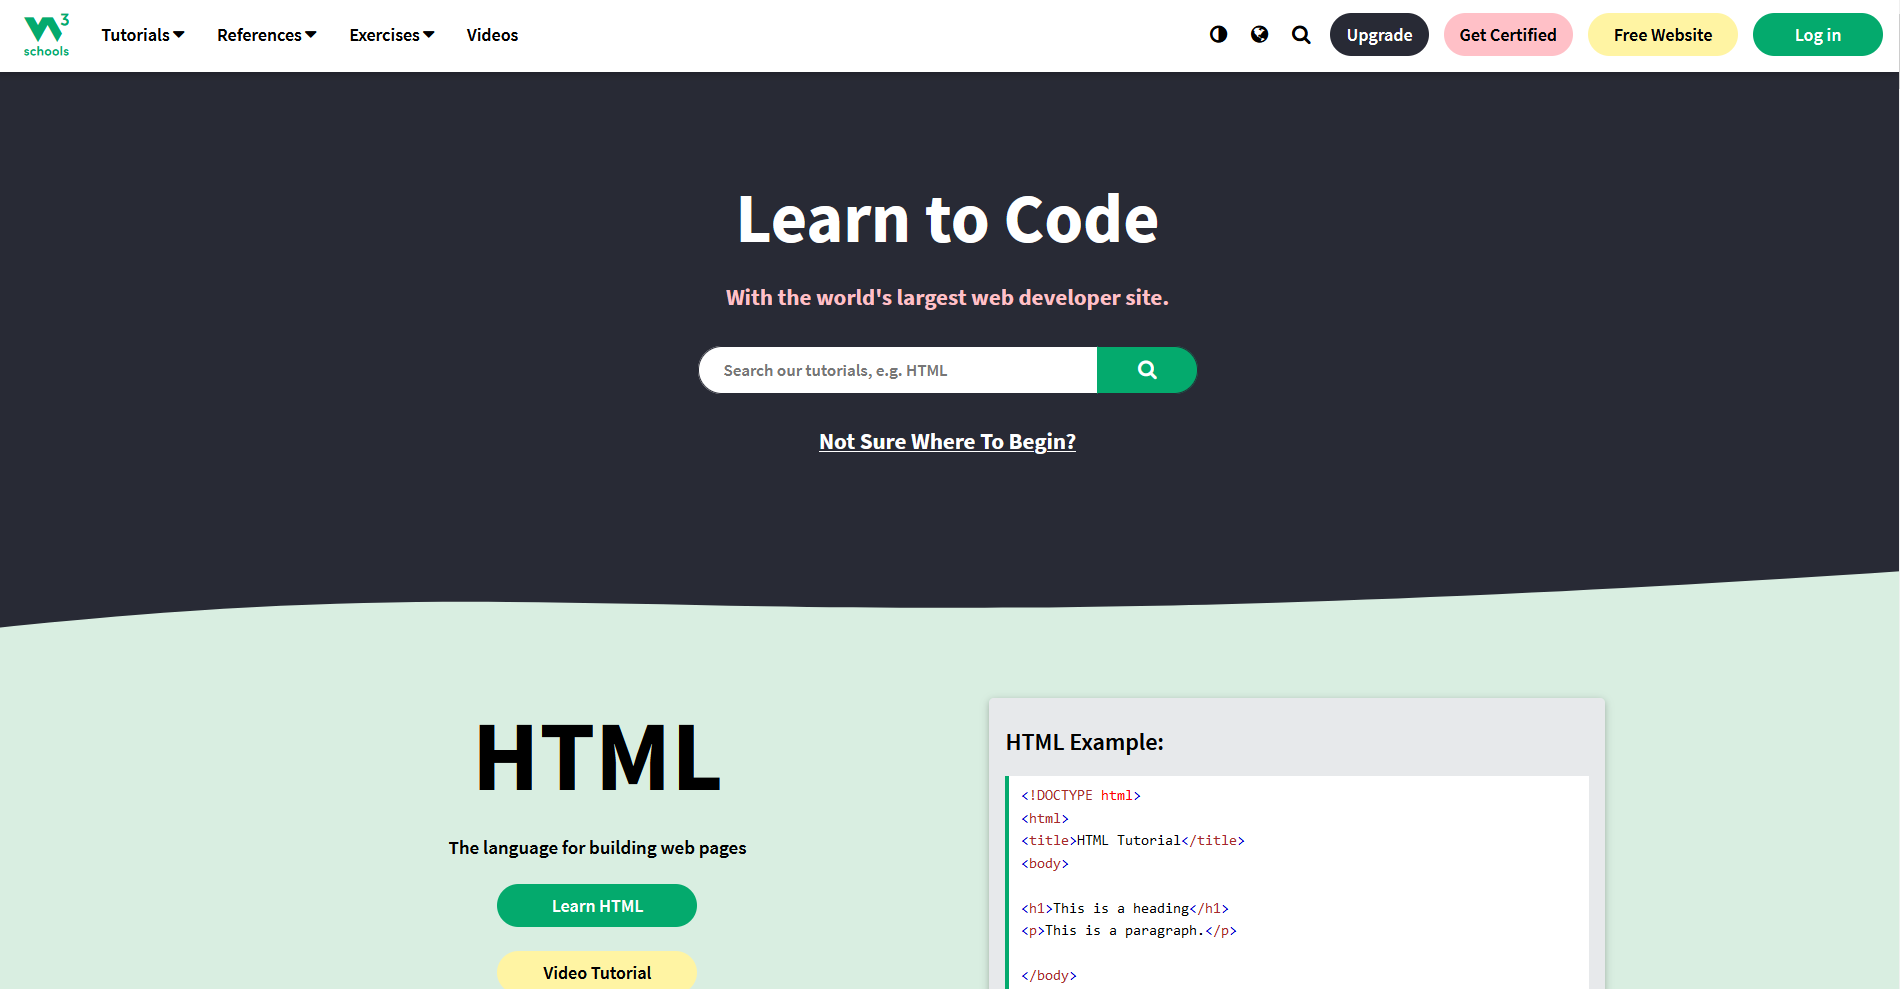 W3 schools
Tutorials References Exercises Videos Upgrade Get Certified Free Website Log in
Learn to Code
With the world's largest web developer site.
Search our tutorials, e.g. HTML
Not Sure Where To Begin?
HTML
The language for building web pages
Learn HTML
Video Tutorial
HTML Example:
<!DOCTYPE html>
<html>
<title>HTML Tutorial</title>
<body>
<h1>This is a heading</h1>
<p>This is a paragraph.</p>
</body>